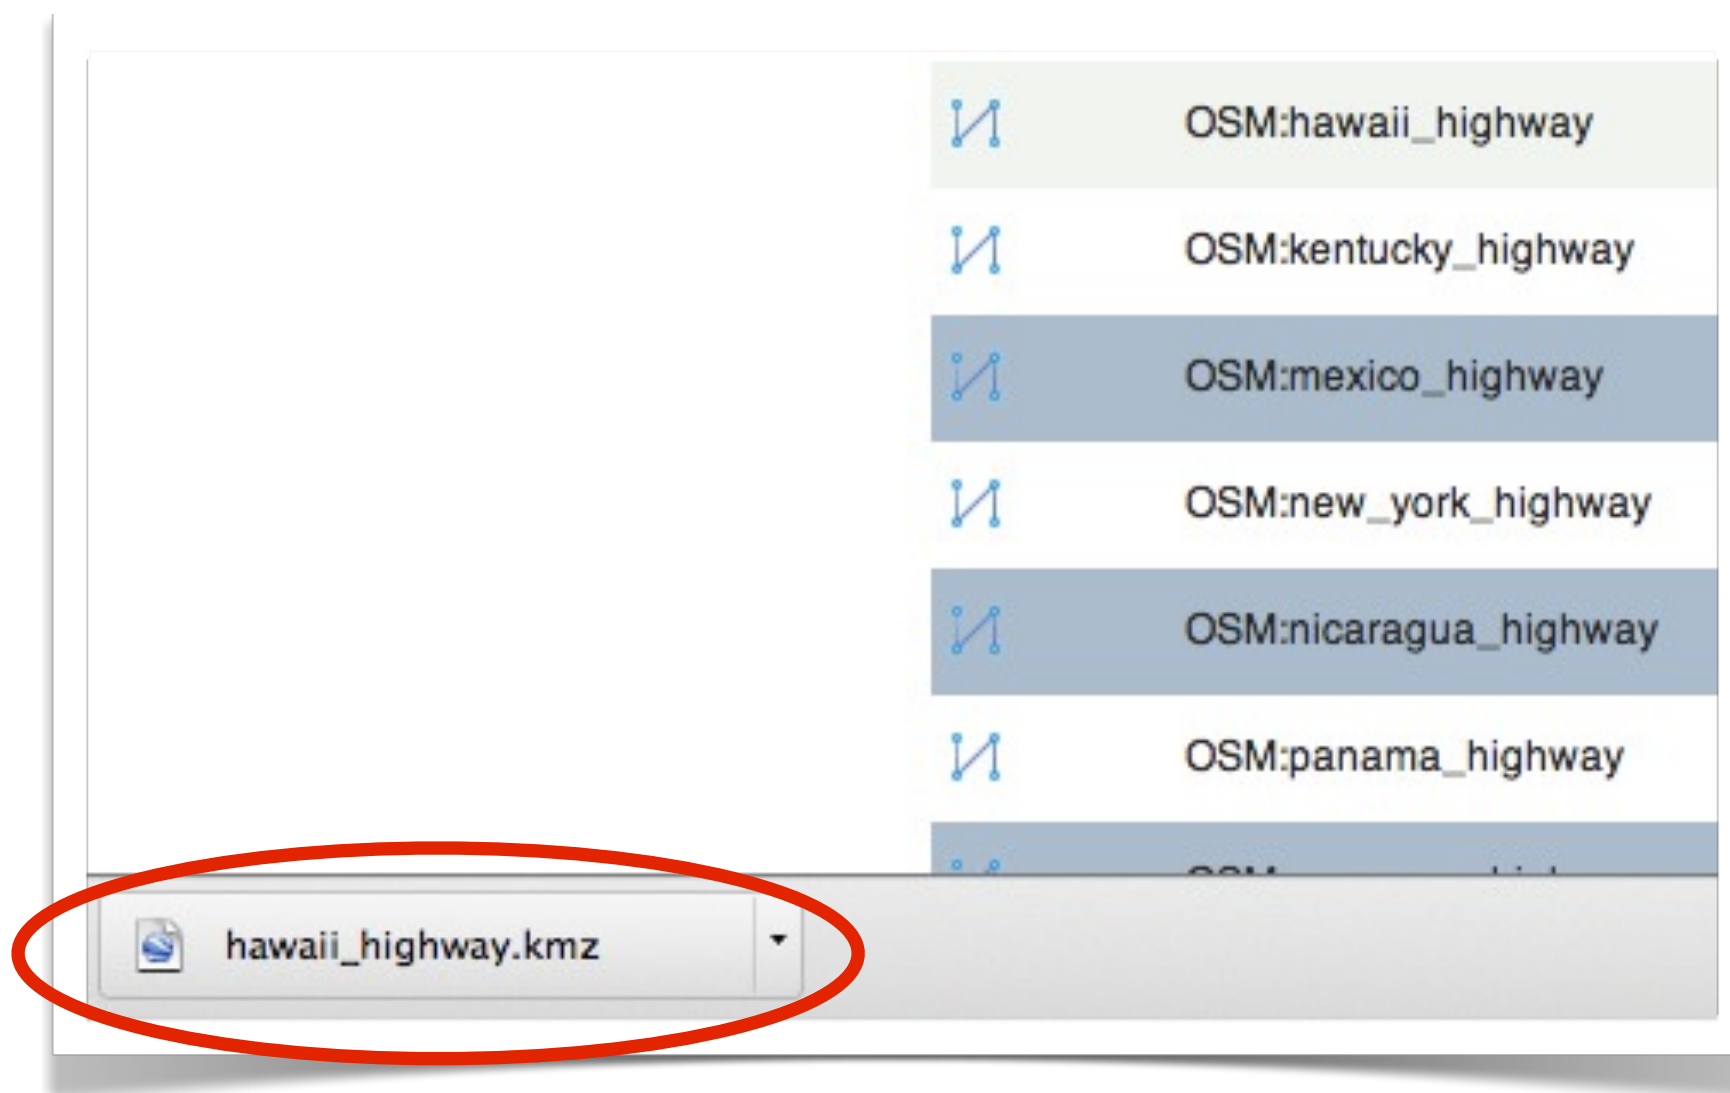 OSM:hawaii_highway
OSM:kentucky_highway
OSM:mexico_highway
OSM:new_york_highway
OSM:nicaragua_highway
OSM:panama_highway
hawaii_highway.kmz